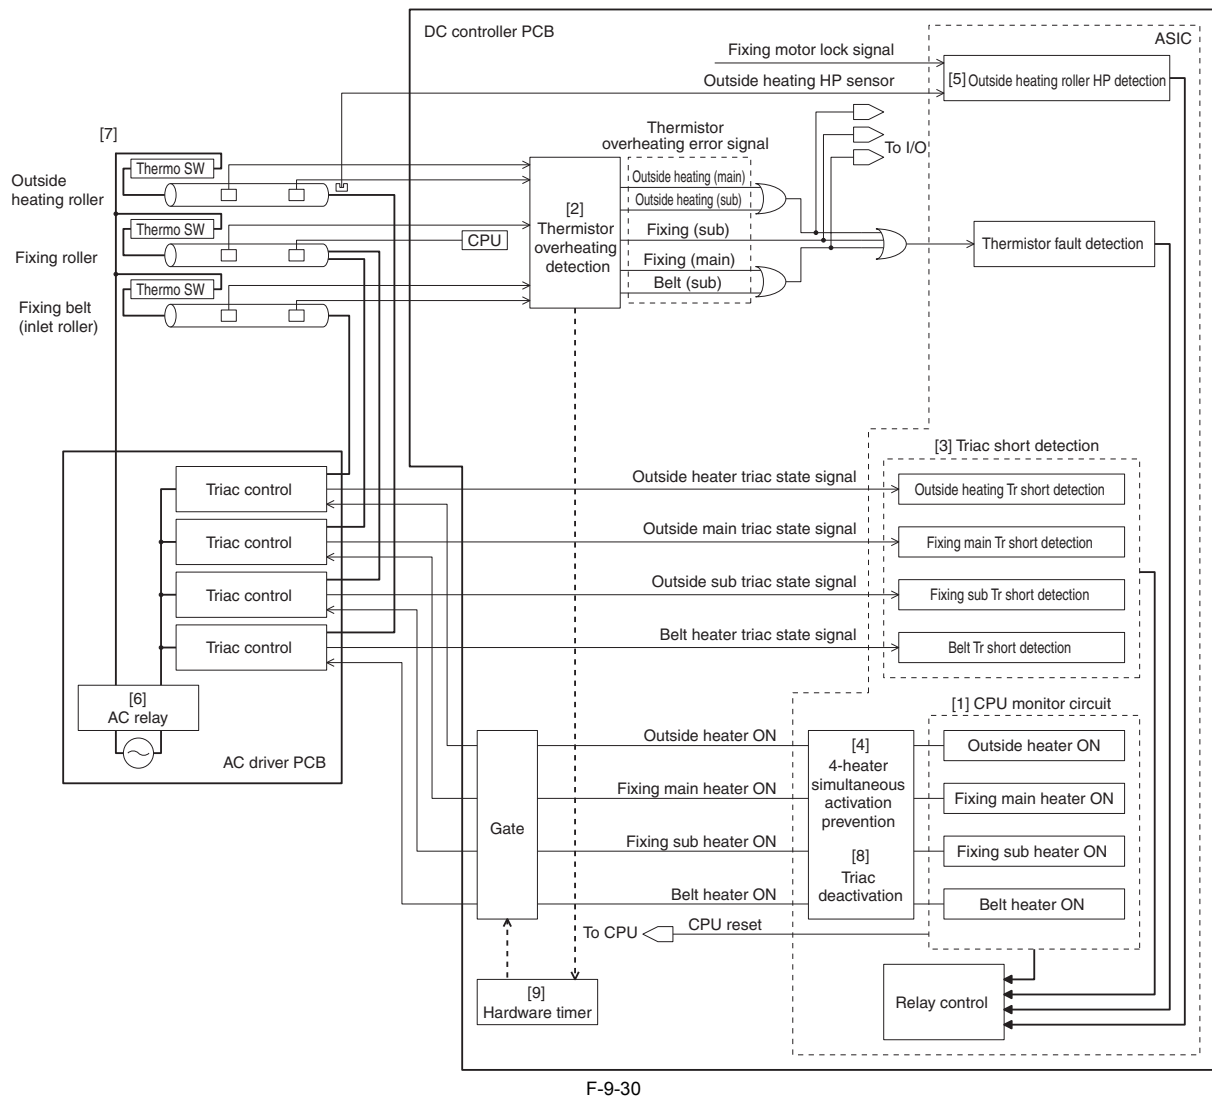 DC controller PCB
ASIC
Fixing motor lock signal
[5] Outside heating roller HP detection
Outside heating HP sensor
[7]
Thermo SW
Outside
heating roller
Thermo SW
Fixing roller
Thermo SW
Fixing belt
(inlet roller)
CPU
[2]
Thermistor
overheating
detection
Thermistor
overheating error signal
Outside heating (main)
Outside heating (sub)
Fixing (sub)
Fixing (main)
Belt (sub)
To I/O
Thermistor fault detection
[3] Triac short detection
Triac control
Outside heater triac state signal
Outside heating Tr short detection
Triac control
Outside main triac state signal
Fixing main Tr short detection
Triac control
Outside sub triac state signal
Fixing sub Tr short detection
Triac control
Belt heater triac state signal
Belt Tr short detection
[6]
AC relay
AC driver PCB
[1] CPU monitor circuit
Gate
Outside heater ON
Fixing main heater ON
Fixing sub heater ON
Belt heater ON
[4]
4-heater
simultaneous
activation
prevention
[8]
Triac
deactivation
Outside heater ON
Fixing main heater ON
Fixing sub heater ON
Belt heater ON
To CPU
CPU reset
[9]
Hardware timer
Relay control
F-9-30